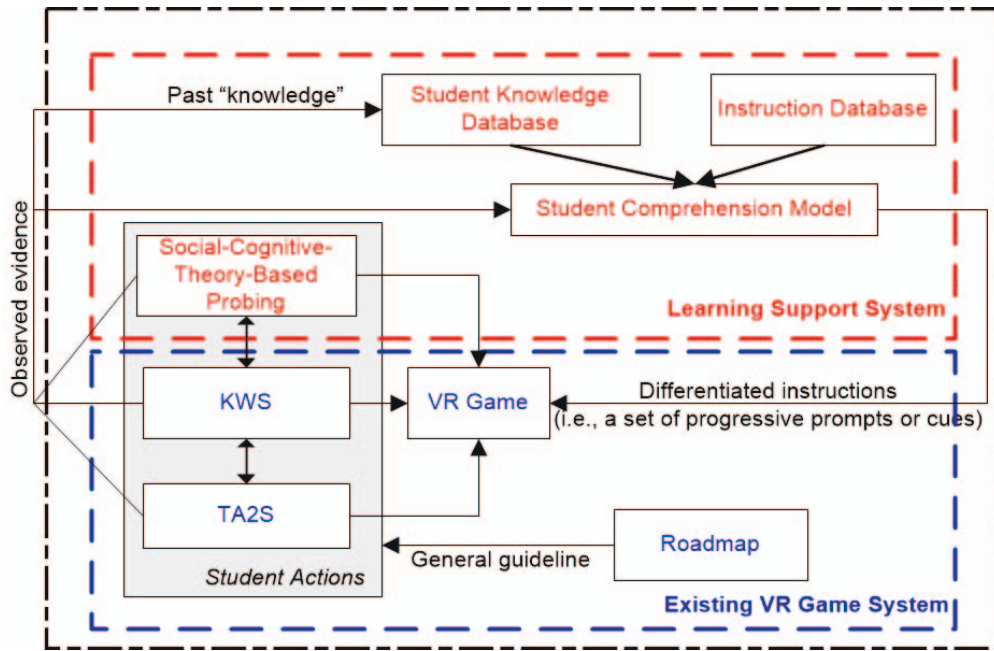 Past “knowledge”
Student Knowledge
Database
Instruction Database
Student Comprehension Model
Observed evidence
Social-Cognitive-
Theory-Based
Probing
Learning Support System
KWS
VR Game
Differentiated instructions
(i.e., a set of progressive prompts or cues)
TA2S
General guideline
Roadmap
Student Actions
Existing VR Game System